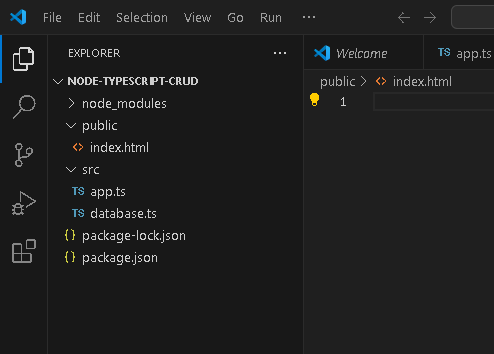 File Edit Selection View Go Run ···
EXPLORER ···
NODE-TYPESCRIPT-CRUD
node_modules
public
<> index.html
src
TS app.ts
TS database.ts
{} package-lock.json
{} package.json
Welcome
TS app.ts
public > <> index.html
1